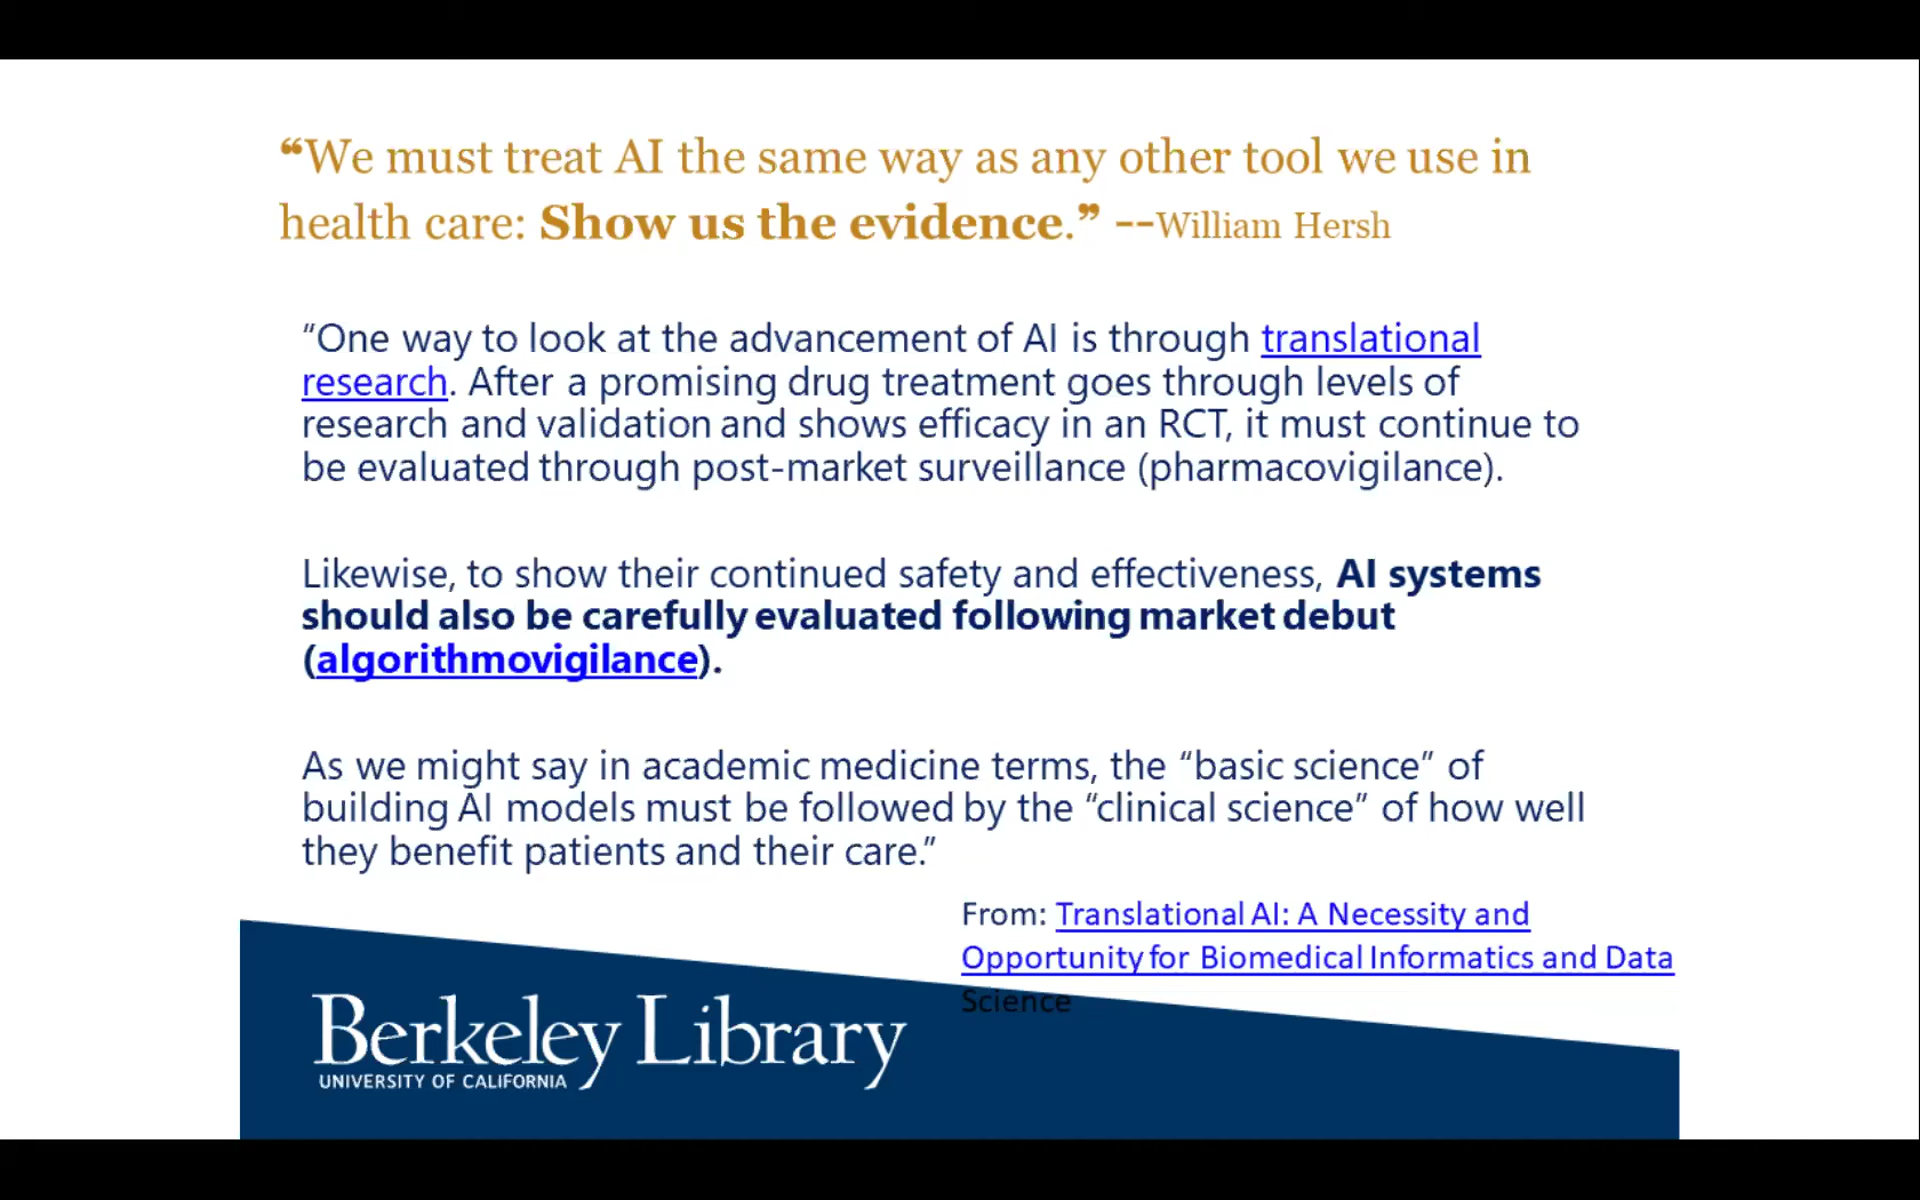 ❝We must treat AI the same way as any other tool we use in
health care: Show us the evidence.❞ --William Hersh
“One way to look at the advancement of AI is through translational
research. After a promising drug treatment goes through levels of
research and validation and shows efficacy in an RCT, it must continue to
be evaluated through post-market surveillance (pharmacovigilance).
Likewise, to show their continued safety and effectiveness, AI systems
should also be carefully evaluated following market debut
(algorithmovigilance).
As we might say in academic medicine terms, the “basic science” of
building AI models must be followed by the “clinical science” of how well
they benefit patients and their care.”
From: Translational AI: A Necessity and
Opportunity for Biomedical Informatics and Data
Science
Berkeley Library
UNIVERSITY OF CALIFORNIA